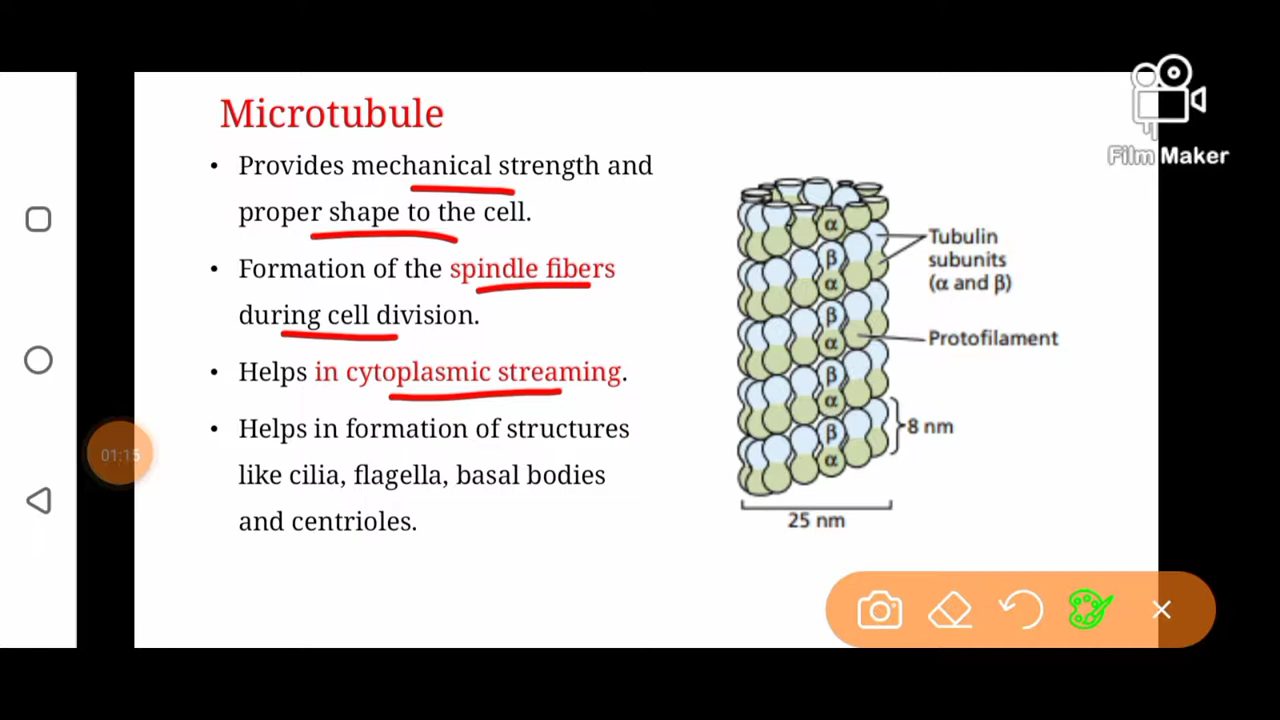 Microtubule
Film Maker
• Provides mechanical strength and
proper shape to the cell.
• Formation of the spindle fibers
during cell division.
• Helps in cytoplasmic streaming.
• Helps in formation of structures
like cilia, flagella, basal bodies
and centrioles.
01:15
α
β
α
β
α
β
α
β
α
Tubulin
subunits
(α and β)
Protofilament
8 nm
25 nm